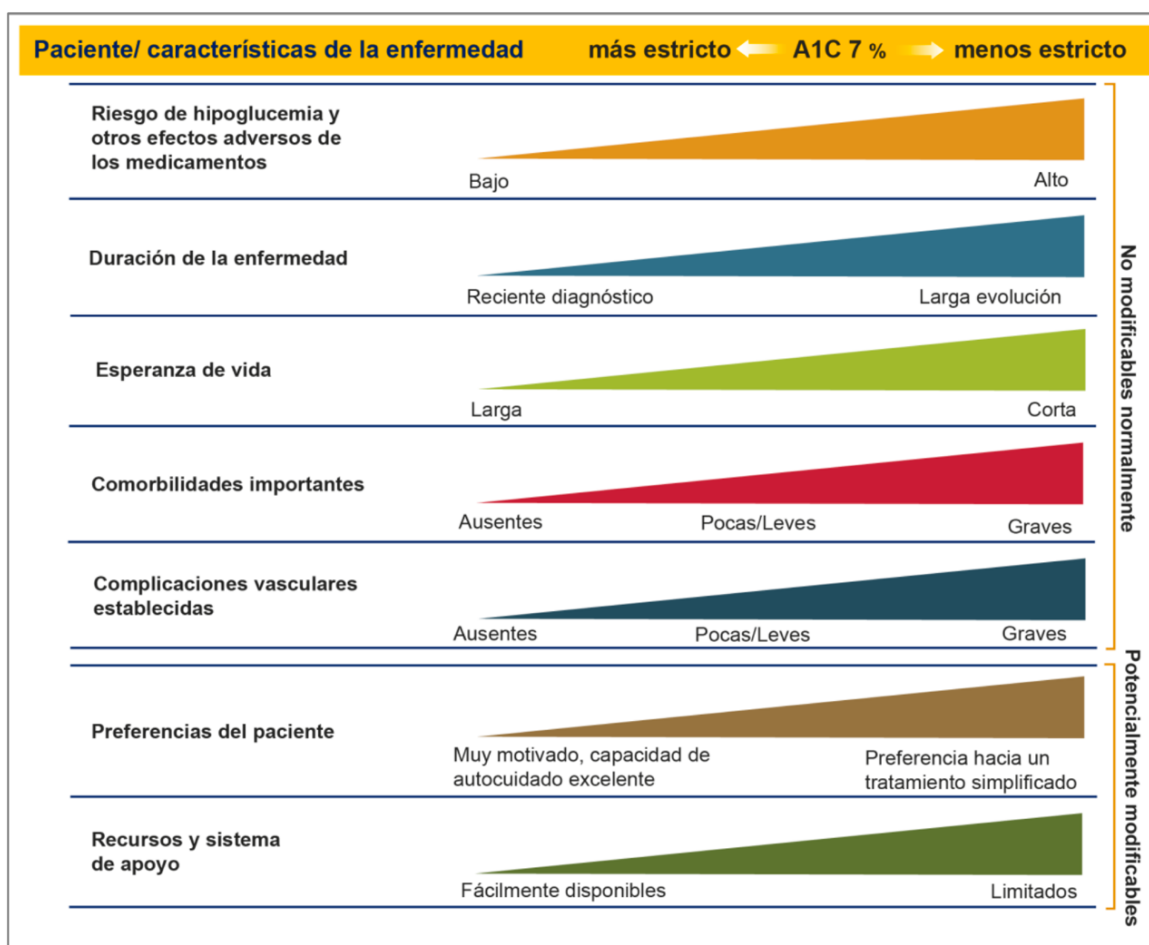 Paciente/ características de la enfermedad más estricto A1C 7 % menos estricto
Riesgo de hipoglucemia y
otros efectos adversos de
los medicamentos
Bajo Alto
Duración de la enfermedad
Reciente diagnóstico Larga evolución
Esperanza de vida
Larga Corta
Comorbilidades importantes
Ausentes Pocas/Leves Graves
Complicaciones vasculares
establecidas
Ausentes Pocas/Leves Graves
No modificables normalmente
Preferencias del paciente
Muy motivado, capacidad de
autocuidado excelente
Preferencia hacia un
tratamiento simplificado
Recursos y sistema
de apoyo
Fácilmente disponibles Limitados
Potencialmente modificables